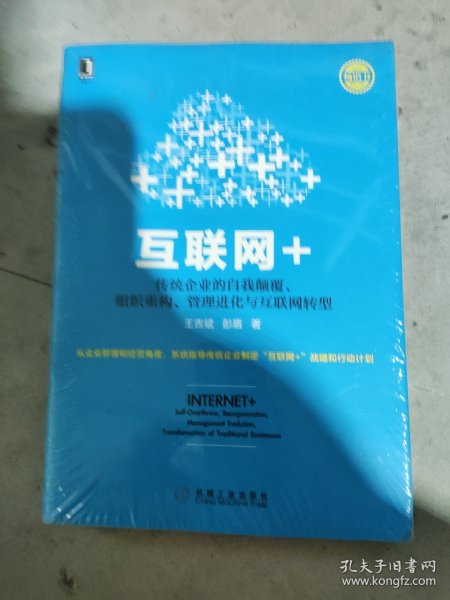 畅销书
互联网+
传统企业的自我颠覆、
组织重构、管理进化与互联网转型
王吉斌 彭盾 著
从企业管理和经营角度，系统指导传统企业制定“互联网+”战略和行动计划
INTERNET+
Self-Overthrow, Reorganization,
Management Evolution,
Transformation of Traditional Businesses
机械工业出版社
China Machine Press
孔夫子旧书网
www.kongfz.com